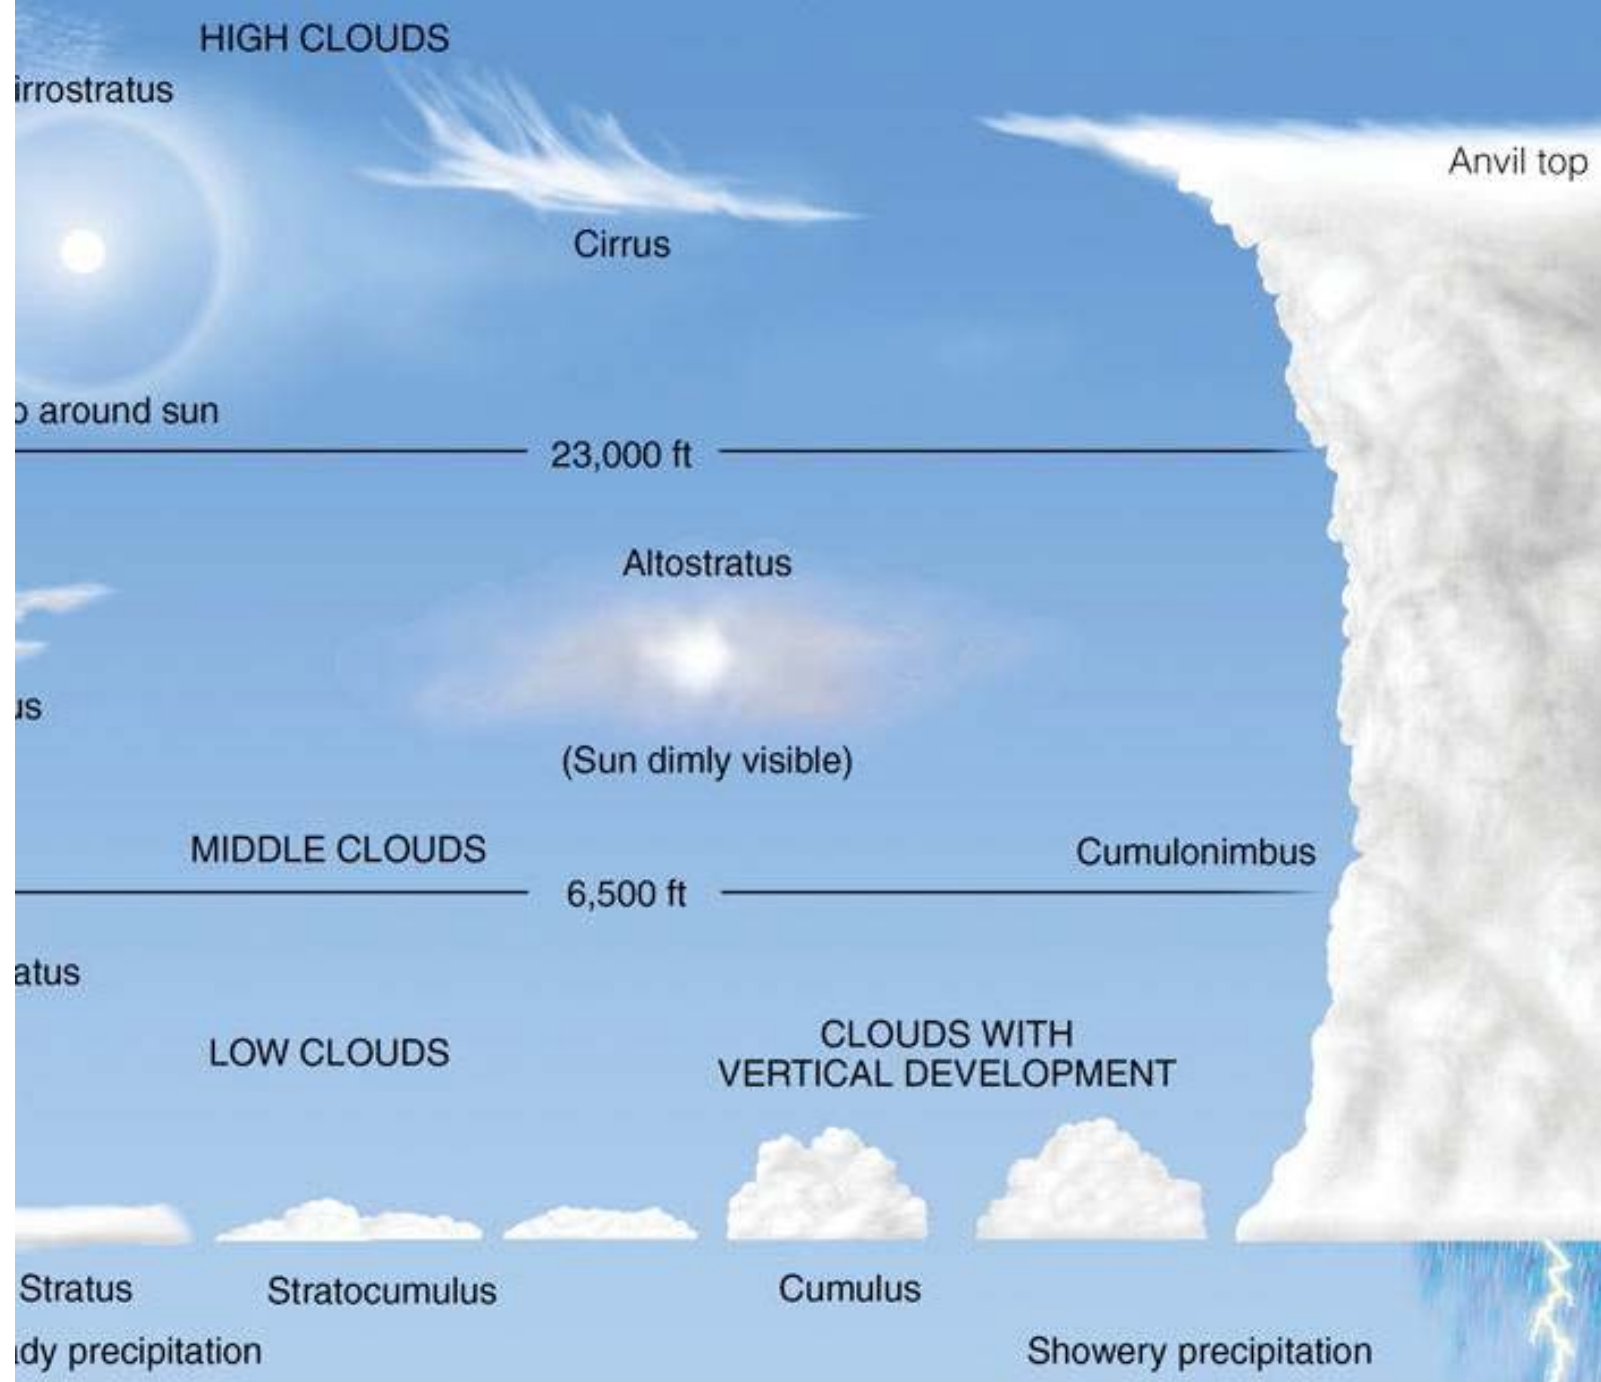 HIGH CLOUDS
irrostratus
Anvil top
Cirrus
o around sun
23,000 ft
Altostratus
us
(Sun dimly visible)
MIDDLE CLOUDS
Cumulonimbus
6,500 ft
atus
LOW CLOUDS
CLOUDS WITH
VERTICAL DEVELOPMENT
Stratus
Stratocumulus
Cumulus
dy precipitation
Showery precipitation